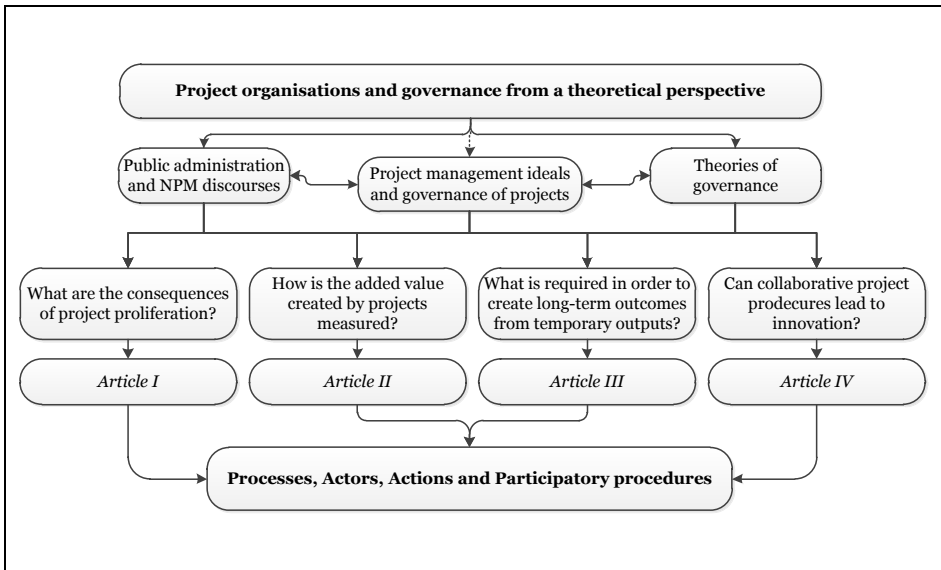 Project organisations and governance from a theoretical perspective
Public administration
and NPM discourses
Project management ideals
and governance of projects
Theories of
governance
What are the consequences
of project proliferation?
How is the added value
created by projects
measured?
What is required in order to
create long-term outcomes
from temporary outputs?
Can collaborative project
prodecures lead to
innovation?
Article I
Article II
Article III
Article IV
Processes, Actors, Actions and Participatory procedures